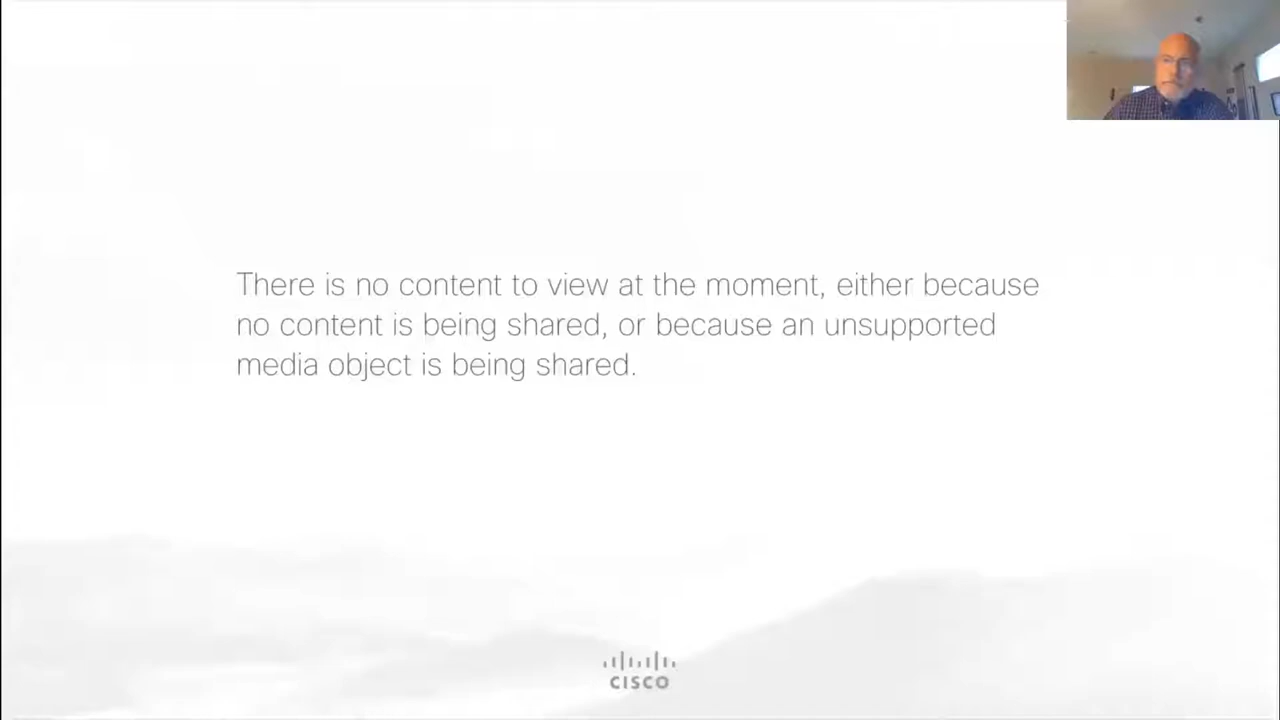 There is no content to view at the moment, either because
no content is being shared, or because an unsupported
media object is being shared.
CISCO